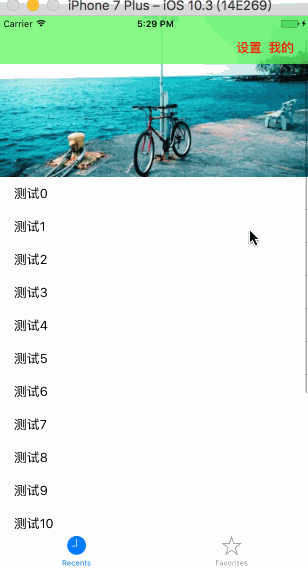 iPhone 7 Plus – iOS 10.3 (14E269)
Carrier 5:29 PM
设置 我的
测试0
测试1
测试2
测试3
测试4
测试5
测试6
测试7
测试8
测试9
测试10
Recents Favorites